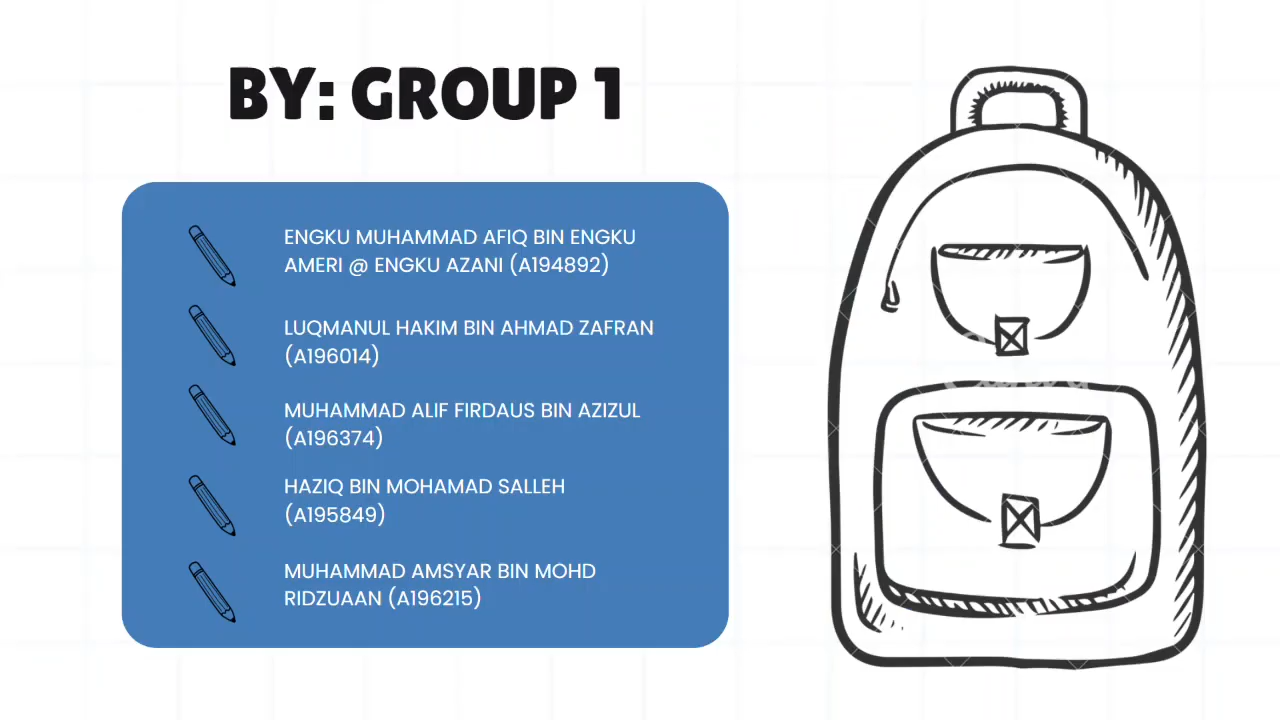 BY: GROUP 1
ENGKU MUHAMMAD AFIQ BIN ENGKU
AMERI @ ENGKU AZANI (A194892)
LUQMANUL HAKIM BIN AHMAD ZAFRAN
(A196014)
MUHAMMAD ALIF FIRDAUS BIN AZIZUL
(A196374)
HAZIQ BIN MOHAMAD SALLEH
(A195849)
MUHAMMAD AMSYAR BIN MOHD
RIDZUAAN (A196215)